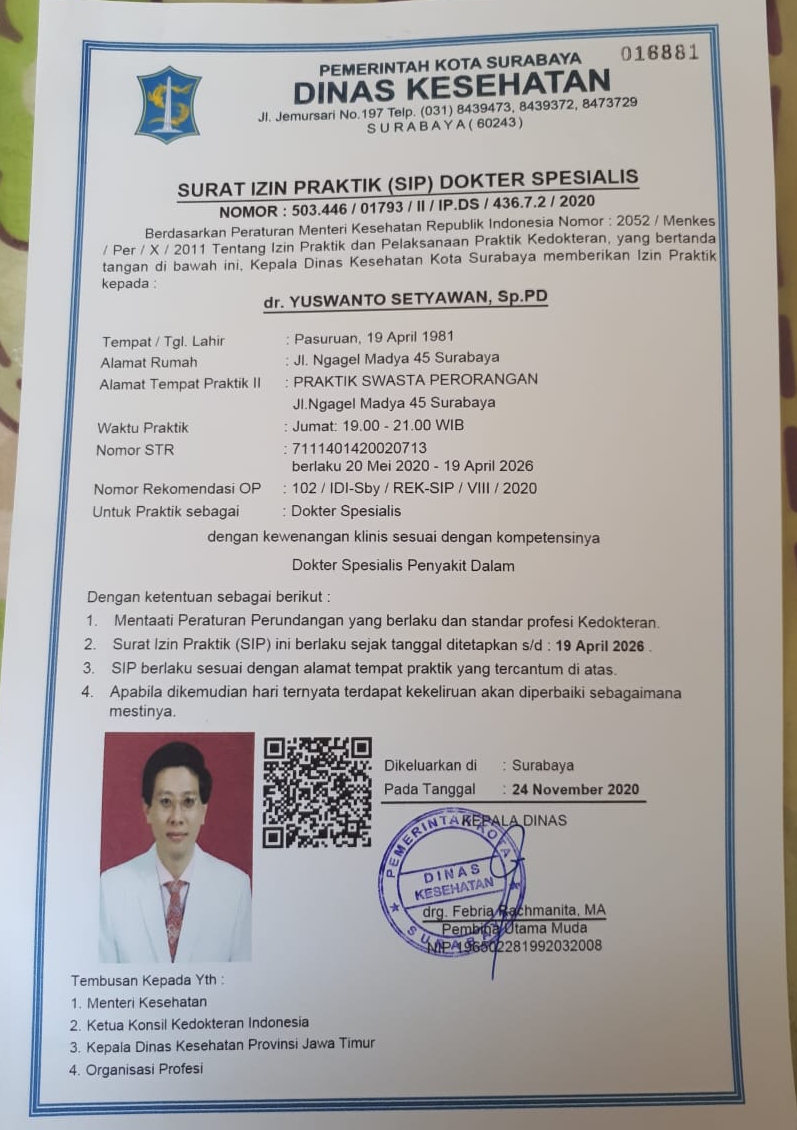 016881
PEMERINTAH KOTA SURABAYA
DINAS KESEHATAN
Jl. Jemursari No.197 Telp. (031) 8439473, 8439372, 8473729
SURABAYA ( 60243 )
SURAT IZIN PRAKTIK (SIP) DOKTER SPESIALIS
NOMOR : 503.446 / 01793 / II / IP.DS / 436.7.2 / 2020
Berdasarkan Peraturan Menteri Kesehatan Republik Indonesia Nomor : 2052 / Menkes
/ Per / X / 2011 Tentang Izin Praktik dan Pelaksanaan Praktik Kedokteran, yang bertanda
tangan di bawah ini, Kepala Dinas Kesehatan Kota Surabaya memberikan Izin Praktik
kepada :
dr. YUSWANTO SETYAWAN, Sp.PD
Tempat / Tgl. Lahir : Pasuruan, 19 April 1981
Alamat Rumah : Jl. Ngagel Madya 45 Surabaya
Alamat Tempat Praktik II : PRAKTIK SWASTA PERORANGAN
Jl.Ngagel Madya 45 Surabaya
Waktu Praktik : Jumat: 19.00 - 21.00 WIB
Nomor STR : 7111401420020713
berlaku 20 Mei 2020 - 19 April 2026
Nomor Rekomendasi OP : 102 / IDI-Sby / REK-SIP / VIII / 2020
Untuk Praktik sebagai : Dokter Spesialis
dengan kewenangan klinis sesuai dengan kompetensinya
Dokter Spesialis Penyakit Dalam
Dengan ketentuan sebagai berikut :
1. Mentaati Peraturan Perundangan yang berlaku dan standar profesi Kedokteran.
2. Surat Izin Praktik (SIP) ini berlaku sejak tanggal ditetapkan s/d : 19 April 2026 .
3. SIP berlaku sesuai dengan alamat tempat praktik yang tercantum di atas.
4. Apabila dikemudian hari ternyata terdapat kekeliruan akan diperbaiki sebagaimana
mestinya.
Dikeluarkan di : Surabaya
Pada Tanggal : 24 November 2020
KEPALA DINAS
PEMERINTAH KOTA
DINAS
KESEHATAN
SURABAYA
drg. Febria Rachmanita, MA
Pembina Utama Muda
NIP 196502281992032008
Tembusan Kepada Yth :
1. Menteri Kesehatan
2. Ketua Konsil Kedokteran Indonesia
3. Kepala Dinas Kesehatan Provinsi Jawa Timur
4. Organisasi Profesi